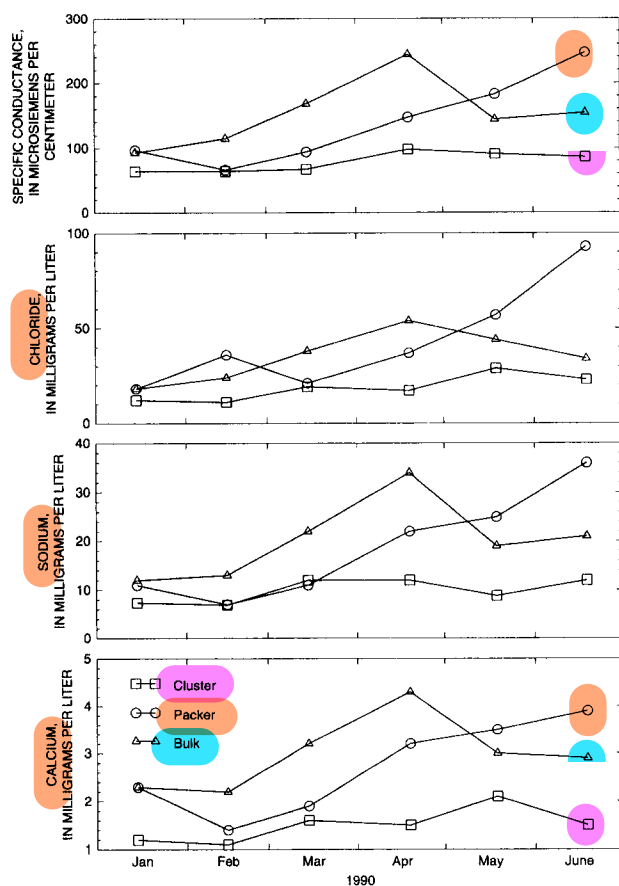 SPECIFIC CONDUCTANCE,
IN MICROSIEMENS PER
CENTIMETER
300
200
100
0
CHLORIDE,
IN MILLIGRAMS PER LITER
100
50
0
SODIUM,
IN MILLIGRAMS PER LITER
40
30
20
10
0
CALCIUM,
IN MILLIGRAMS PER LITER
5
4
3
2
1
Cluster
Packer
Bulk
Jan Feb Mar Apr May June
1990